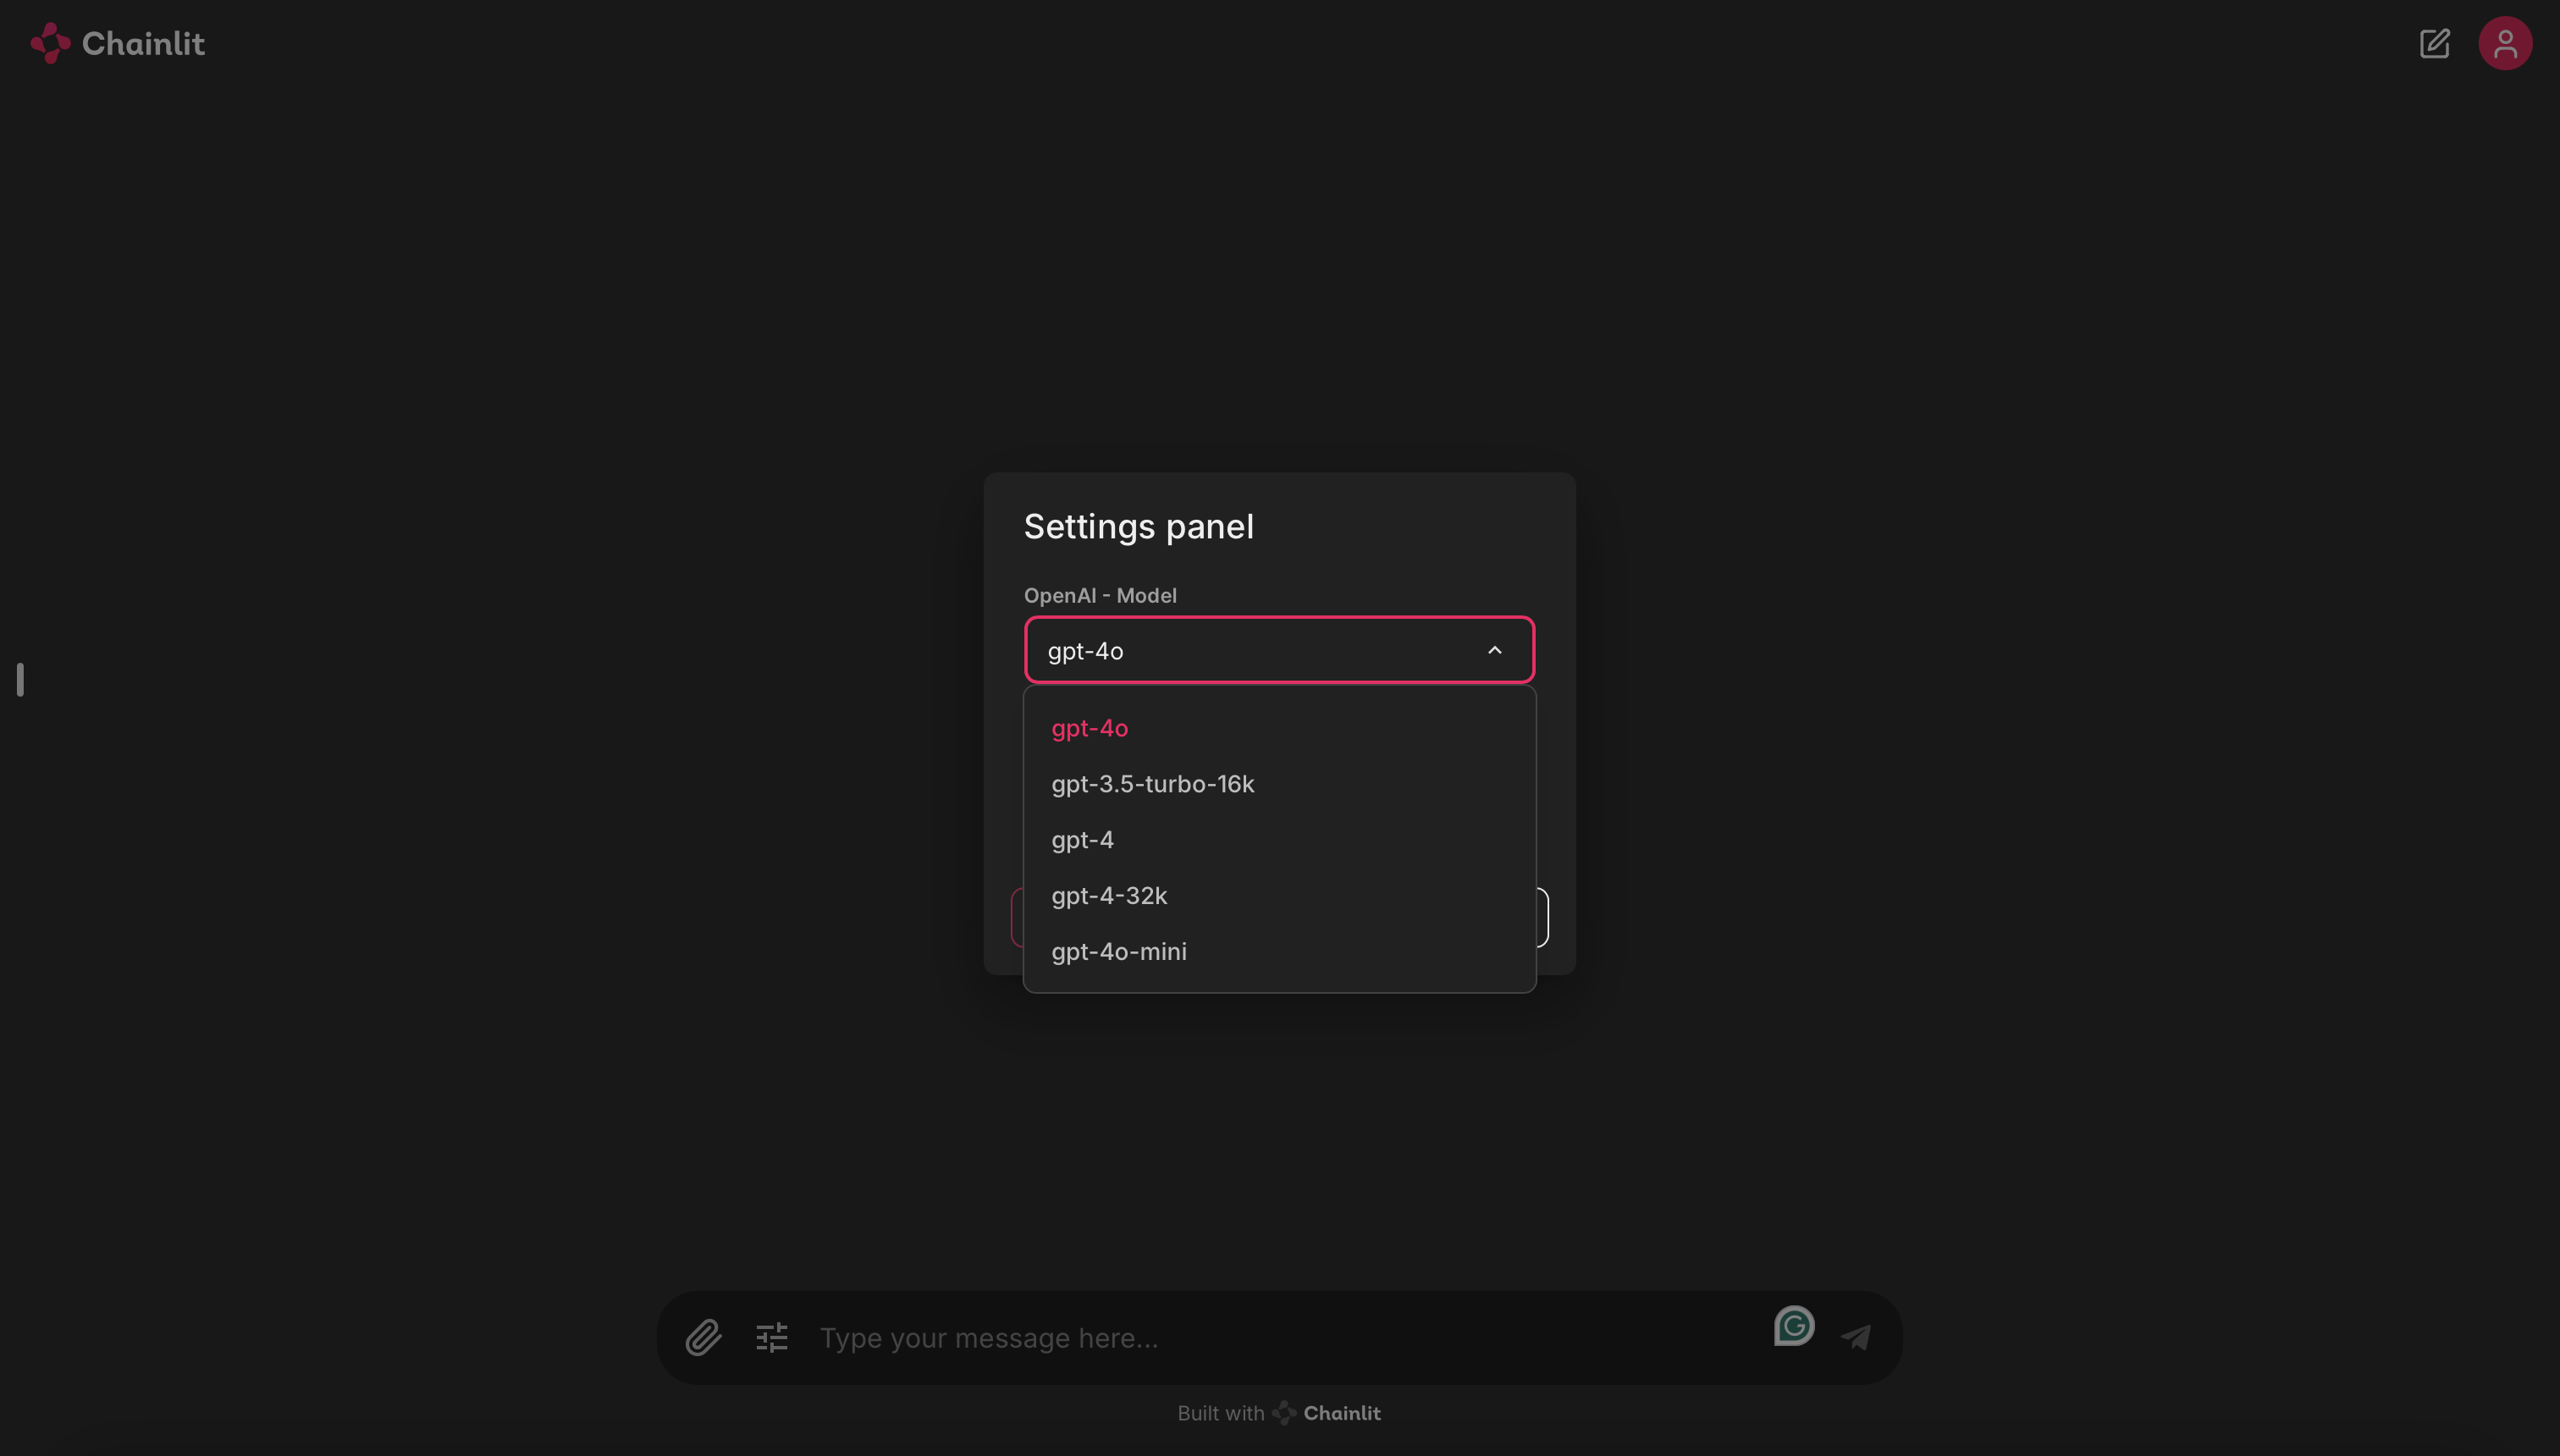 Chainlit
Settings panel
OpenAI - Model
gpt-4o
gpt-4o
gpt-3.5-turbo-16k
gpt-4
gpt-4-32k
gpt-4o-mini
Type your message here...
Built with Chainlit